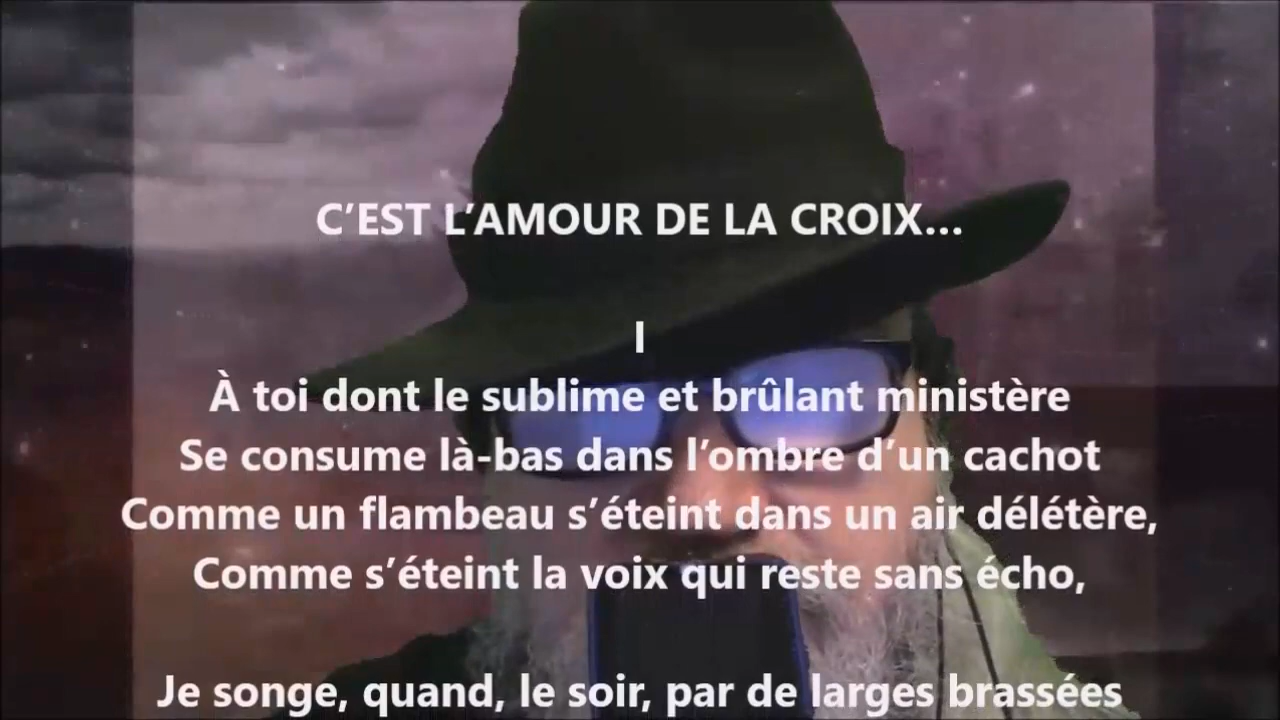 C’EST L’AMOUR DE LA CROIX…
I
À toi dont le sublime et brûlant ministère
Se consume là-bas dans l’ombre d’un cachot
Comme un flambeau s’éteint dans un air délétère,
Comme s’éteint la voix qui reste sans écho,
Je songe, quand, le soir, par de larges brassées